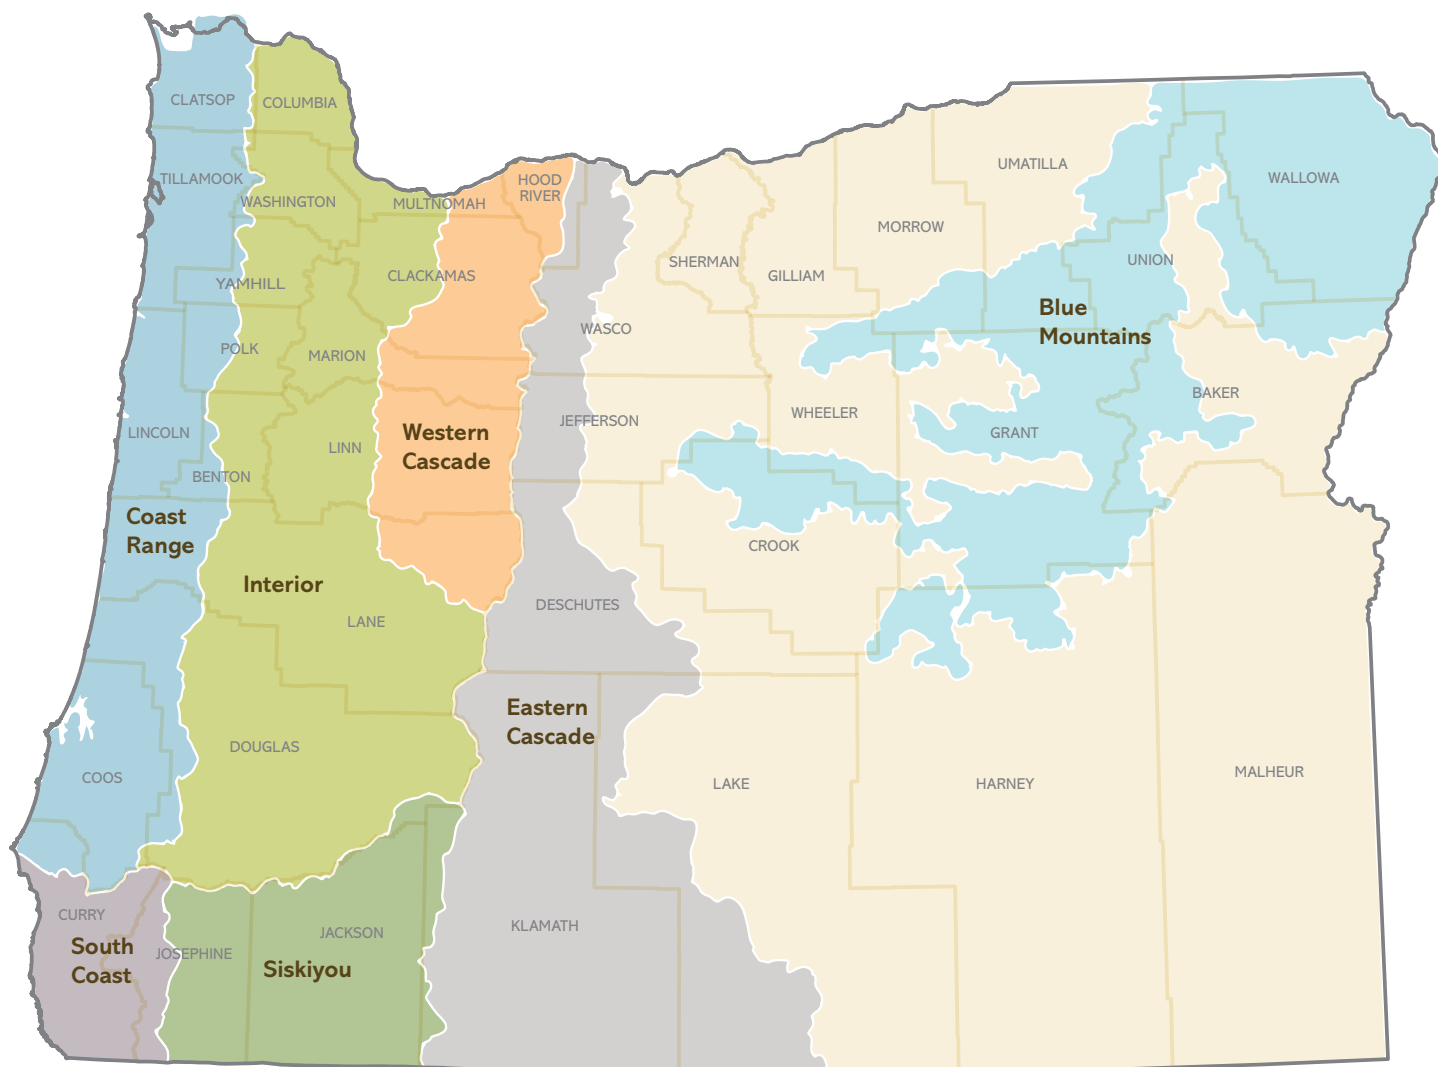 CLATSOP
COLUMBIA
TILLAMOOK
WASHINGTON
MULTNOMAH
HOOD
RIVER
UMATILLA
WALLOWA
MORROW
SHERMAN
GILLIAM
UNION
YAMHILL
CLACKAMAS
Blue
Mountains
WASCO
POLK
MARION
BAKER
WHEELER
JEFFERSON
LINCOLN
LINN
Western
Cascade
GRANT
BENTON
Coast
Range
CROOK
Interior
DESCHUTES
LANE
Eastern
Cascade
DOUGLAS
COOS
LAKE
HARNEY
MALHEUR
CURRY
South
Coast
JOSEPHINE
JACKSON
Siskiyou
KLAMATH